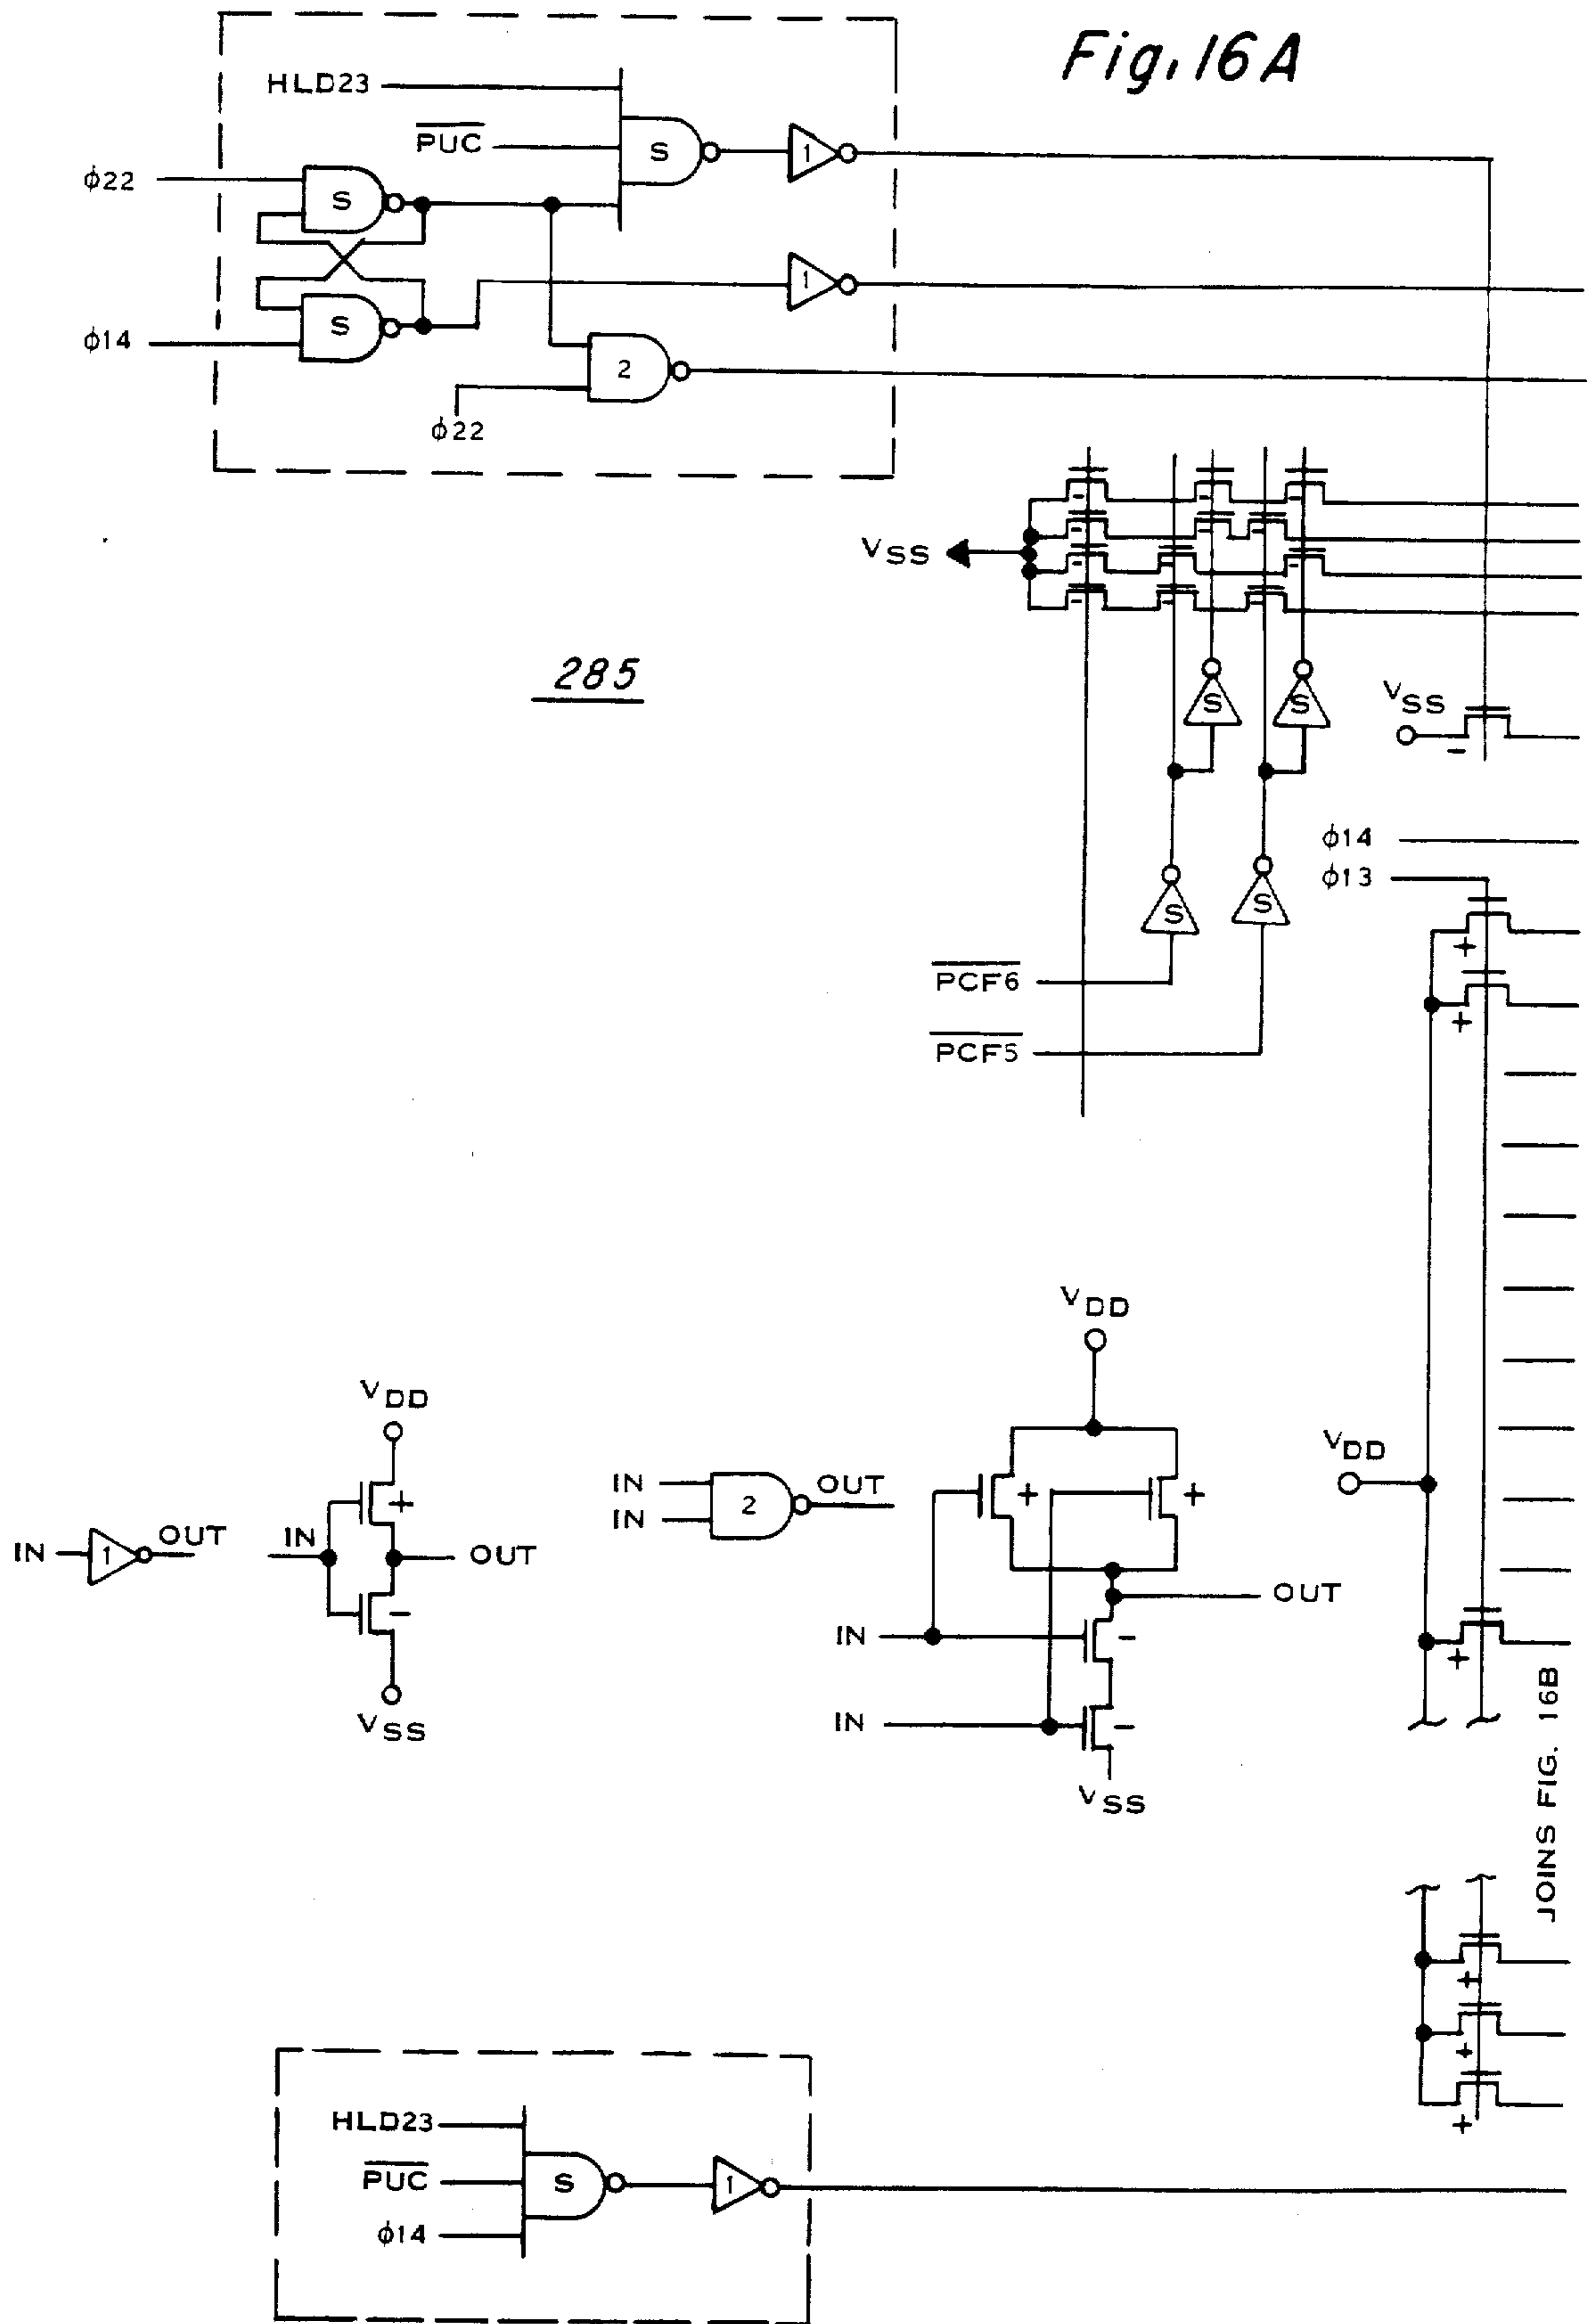 Fig. 16A
HLD23
PUC
S
1
φ22
S
1
φ14
S
2
φ22
VSS
285
S
S
VSS
φ14
φ13
+
S
S
PCF6
+
PCF5
VDD
VDD
VDD
IN
OUT
+
+
+
IN
2
IN
1
OUT
IN
OUT
-
OUT
IN
-
+
VSS
IN
-
VSS
JOINS FIG. 16B
+
+
HLD23
+
PUC
S
1
φ14